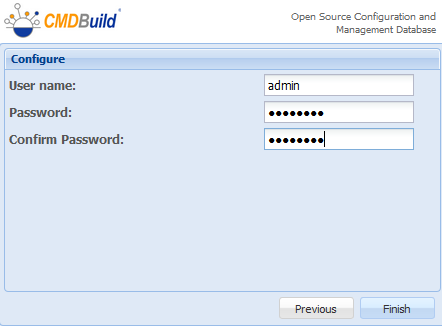 CMDBuild
Open Source Configuration and
Management Database
Configure
User name: admin
Password: ●●●●●●●●
Confirm Password: ●●●●●●●●
Previous Finish